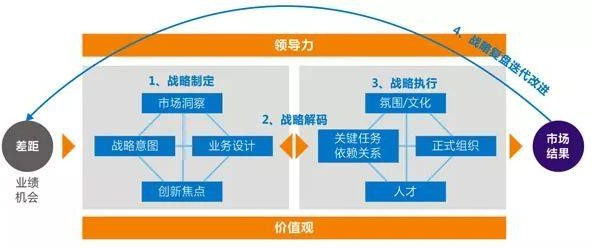 领导力
4、战略复盘迭代改进
1、战略制定
市场洞察
战略意图
业务设计
创新焦点
2、战略解码
3、战略执行
氛围/文化
关键任务
依赖关系
正式组织
人才
差距
业绩
机会
市场
结果
价值观